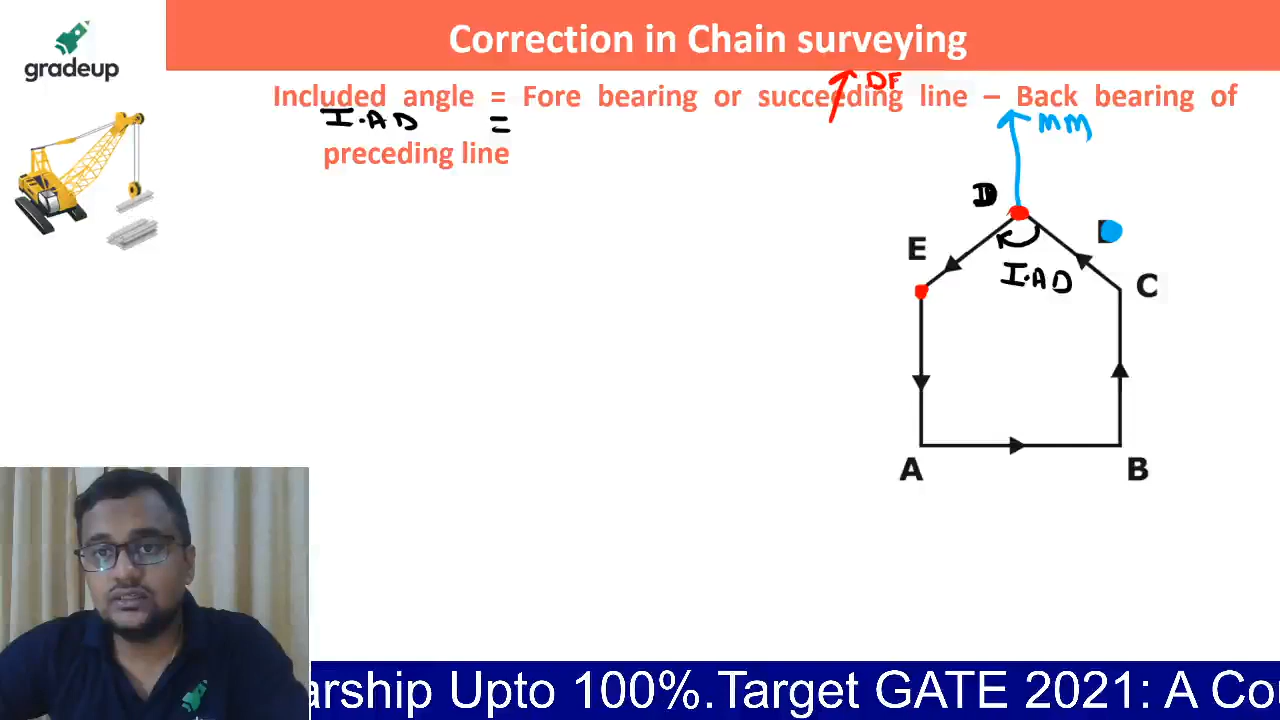 gradeup
Correction in Chain surveying
DF
Included angle = Fore bearing or succeeding line – Back bearing of
I.AD =
MM
preceding line
D
E
I.AD
C
A
B
arship Upto 100%.Target GATE 2021: A Co